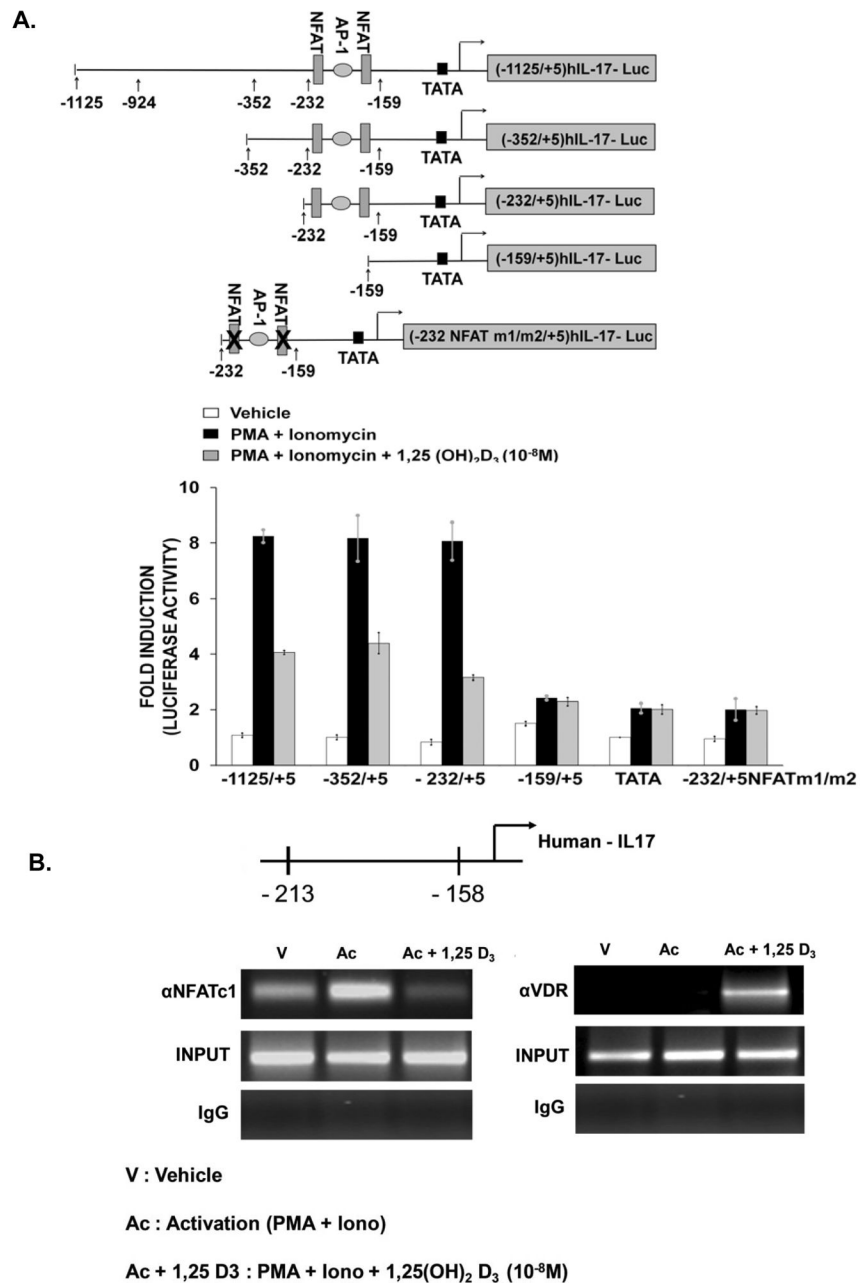 A.
NFAT AP-1 NFAT
-1125 -924 -352 -232 -159 TATA (-1125/+5)hIL-17- Luc
-352 -232 -159 TATA (-352/+5)hIL-17- Luc
-232 -159 TATA (-232/+5)hIL-17- Luc
-159 TATA (-159/+5)hIL-17- Luc
NFAT AP-1 NFAT
X X
-232 -159 TATA (-232 NFAT m1/m2/+5)hIL-17- Luc
Vehicle
PMA + Ionomycin
PMA + Ionomycin + 1,25 (OH)2D3 (10-8M)
FOLD INDUCTION
(LUCIFERASE ACTIVITY)
10
8
6
4
2
0
-1125/+5 -352/+5 - 232/+5 -159/+5 TATA -232/+5NFATm1/m2
B.
Human - IL17
- 213 - 158
V Ac Ac + 1,25 D3
αNFATc1
INPUT
IgG
V Ac Ac + 1,25 D3
αVDR
INPUT
IgG
V : Vehicle
Ac : Activation (PMA + Iono)
Ac + 1,25 D3 : PMA + Iono + 1,25(OH)2 D3 (10-8M)